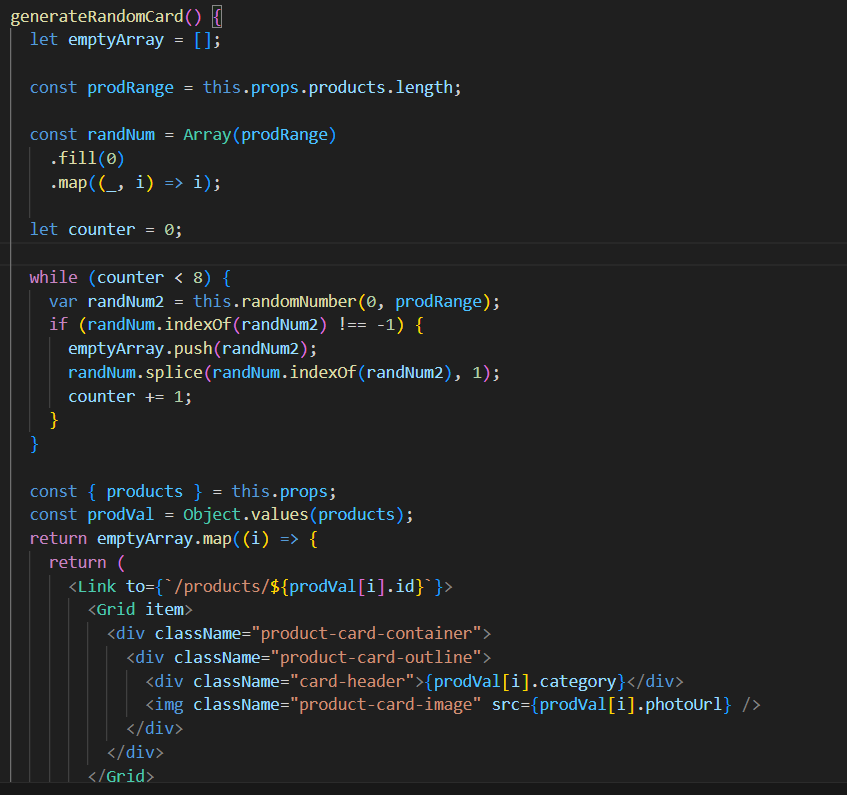 generateRandomCard() {
let emptyArray = [];
const prodRange = this.props.products.length;
const randNum = Array(prodRange)
.fill(0)
.map((_, i) => i);
let counter = 0;
while (counter < 8) {
var randNum2 = this.randomNumber(0, prodRange);
if (randNum.indexOf(randNum2) !== -1) {
emptyArray.push(randNum2);
randNum.splice(randNum.indexOf(randNum2), 1);
counter += 1;
}
}
const { products } = this.props;
const prodVal = Object.values(products);
return emptyArray.map((i) => {
return (
<Link to={`/products/${prodVal[i].id}`}>
<Grid item>
<div className="product-card-container">
<div className="product-card-outline">
<div className="card-header">{prodVal[i].category}</div>
<img className="product-card-image" src={prodVal[i].photoUrl} />
</div>
</div>
</Grid>